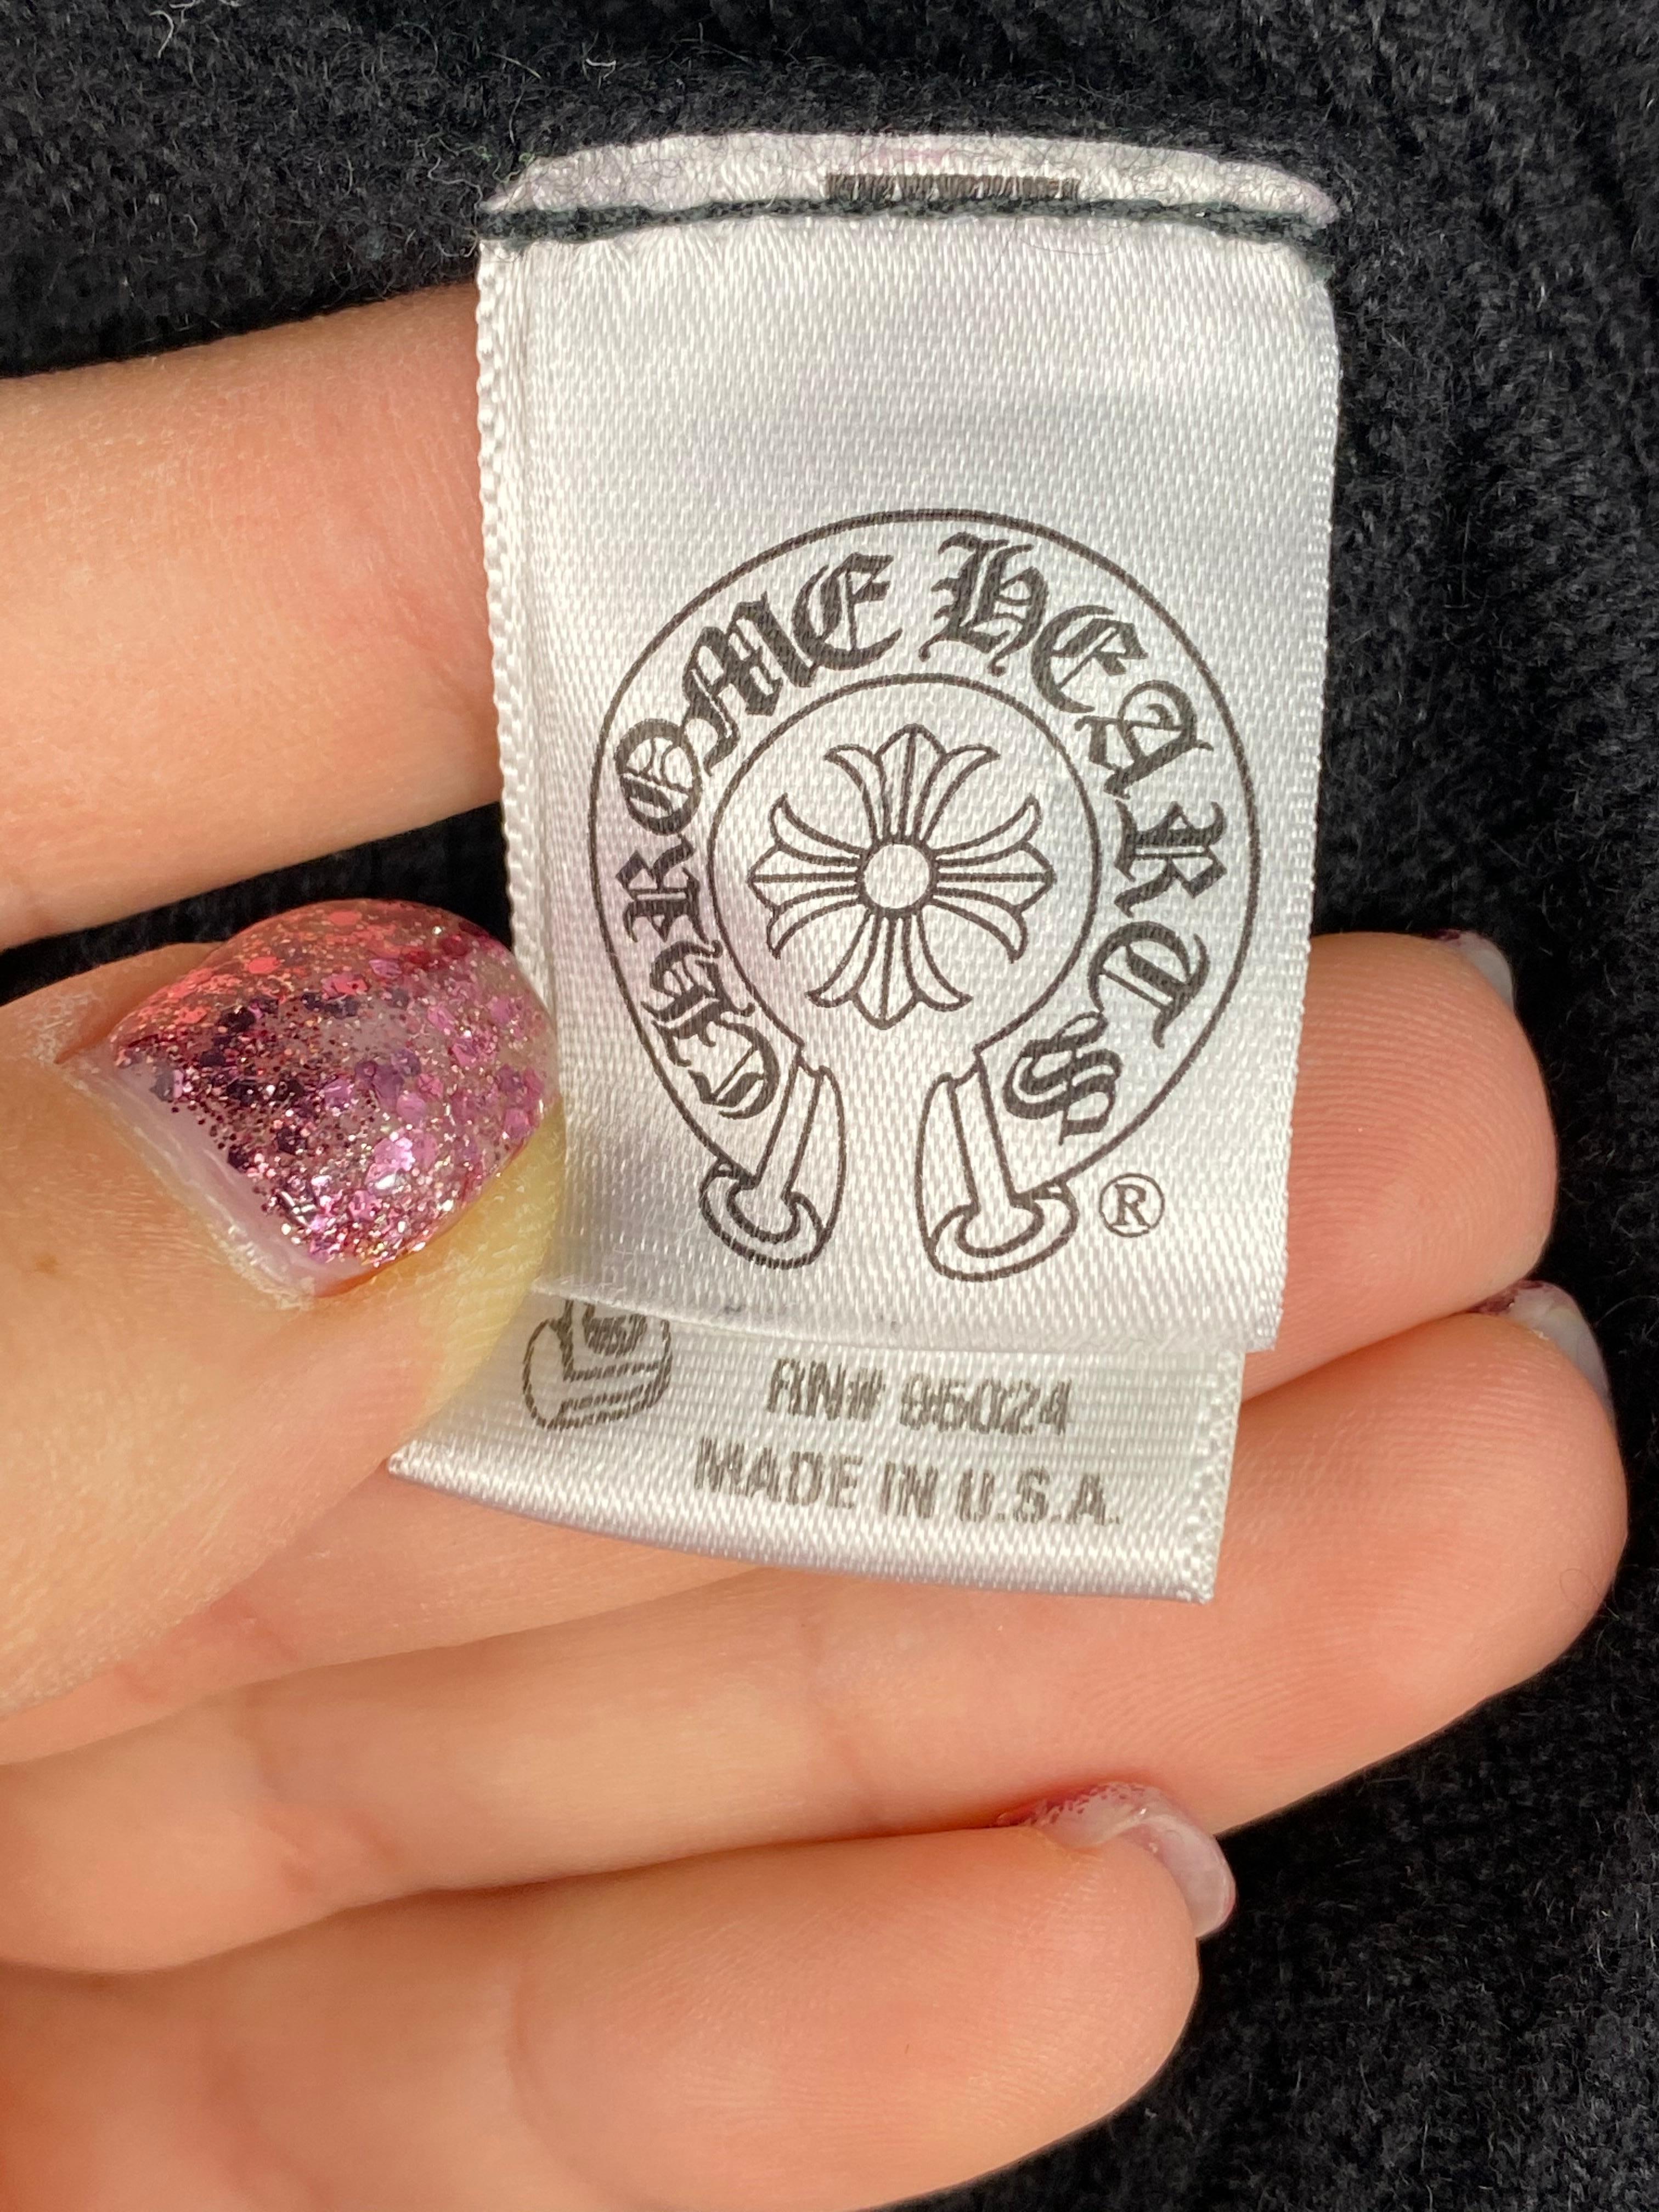 CHROME HEARTS
®
RN# 95024
MADE IN U.S.A.